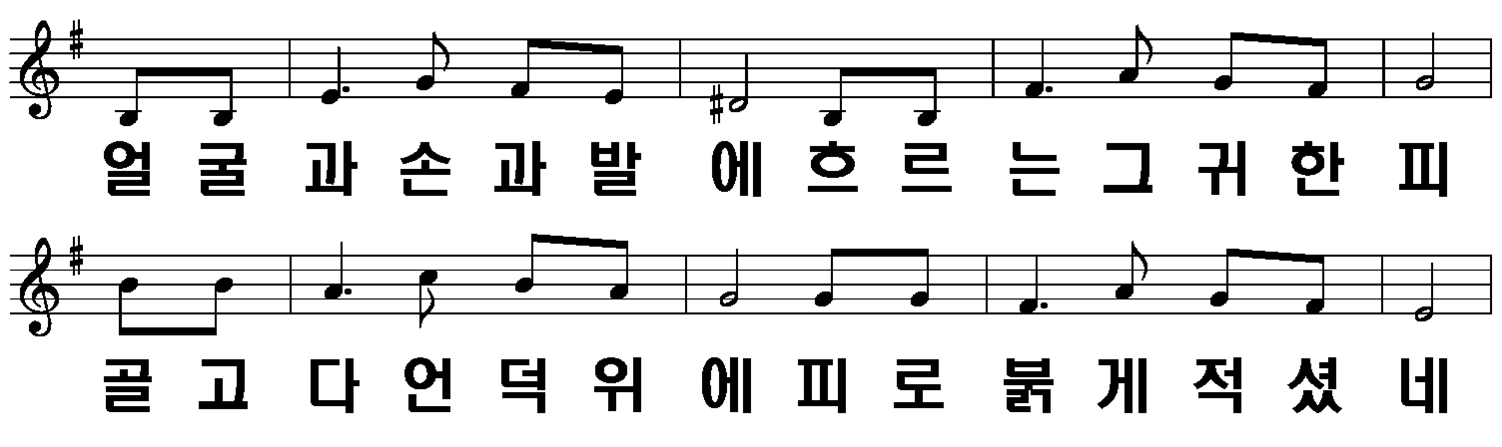 얼 굴 과 손 과 발 에 흐 르 는 그 귀 한 피
골 고 다 언 덕 위 에 피 로 붉 게 적 셨 네